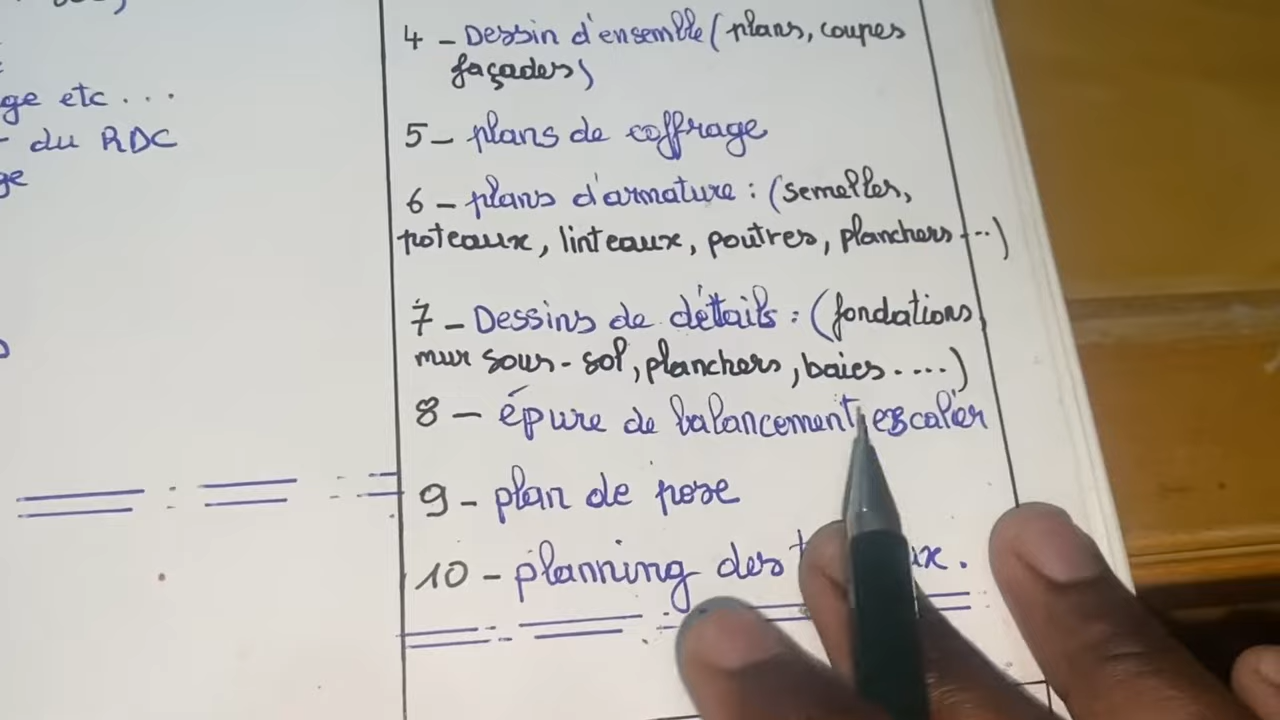 ge etc...
du RDC
ge
4 - Dessin d'ensemble (plans, coupes
façades)
5 - plans de coffrage
6 - plans d'armature : (semelles,
poteaux, linteaux, poutres, planchers ...)
7 - Dessins de détails : (fondations,
mur sous-sol, planchers, baies ....)
8 - épure de balancement, escalier
9 - plan de pose
10 - planning des